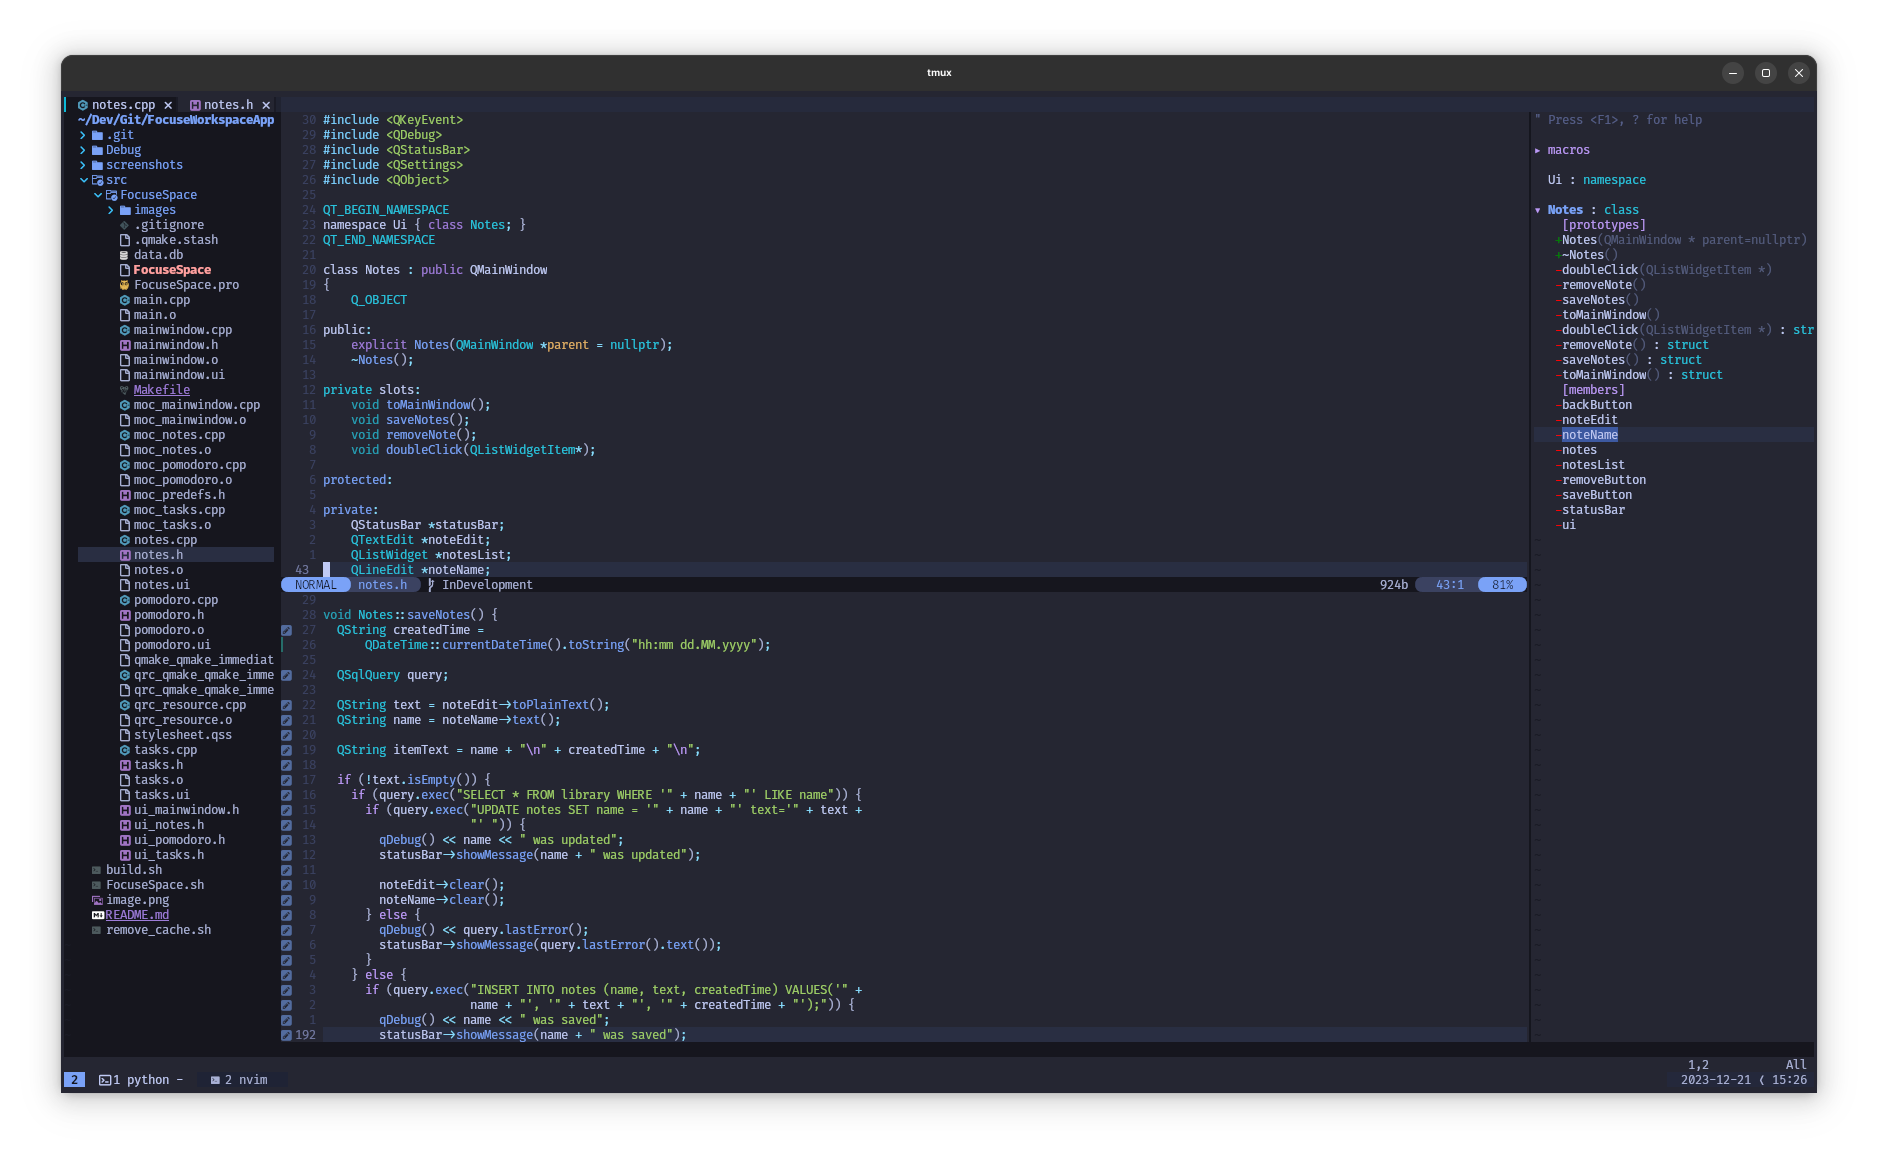 tmux
notes.cpp ×  notes.h ×
~/Dev/Git/FocuseWorkspaceApp
.git
Debug
screenshots
src
FocuseSpace
images
.gitignore
.qmake.stash
data.db
FocuseSpace
FocuseSpace.pro
main.cpp
main.o
mainwindow.cpp
mainwindow.h
mainwindow.o
mainwindow.ui
Makefile
moc_mainwindow.cpp
moc_mainwindow.o
moc_notes.cpp
moc_notes.o
moc_pomodoro.cpp
moc_pomodoro.o
moc_predefs.h
moc_tasks.cpp
moc_tasks.o
notes.cpp
notes.h
notes.o
notes.ui
pomodoro.cpp
pomodoro.h
pomodoro.o
pomodoro.ui
qmake_qmake_immediat
qrc_qmake_qmake_imme
qrc_qmake_qmake_imme
qrc_resource.cpp
qrc_resource.o
stylesheet.qss
tasks.cpp
tasks.h
tasks.o
tasks.ui
ui_mainwindow.h
ui_notes.h
ui_pomodoro.h
ui_tasks.h
build.sh
FocuseSpace.sh
image.png
README.md
remove_cache.sh
30 #include <QKeyEvent>
29 #include <QDebug>
28 #include <QStatusBar>
27 #include <QSettings>
26 #include <QObject>
25
24 QT_BEGIN_NAMESPACE
23 namespace Ui { class Notes; }
22 QT_END_NAMESPACE
21
20 class Notes : public QMainWindow
19 {
18     Q_OBJECT
17
16 public:
15     explicit Notes(QMainWindow *parent = nullptr);
14     ~Notes();
13
12 private slots:
11     void toMainWindow();
10     void saveNotes();
9     void removeNote();
8     void doubleClick(QListWidgetItem*);
7
6 protected:
5
4 private:
3     QStatusBar *statusBar;
2     QTextEdit *noteEdit;
1     QListWidget *notesList;
43     QLineEdit *noteName;
NORMAL notes.h InDevelopment 924b 43:1 81%
29
28 void Notes::saveNotes() {
27   QString createdTime =
26       QDateTime::currentDateTime().toString("hh:mm dd.MM.yyyy");
25
24   QSqlQuery query;
23
22   QString text = noteEdit->toPlainText();
21   QString name = noteName->text();
20
19   QString itemText = name + "\n" + createdTime + "\n";
18
17   if (!text.isEmpty()) {
16     if (query.exec("SELECT * FROM library WHERE '" + name + "' LIKE name")) {
15       if (query.exec("UPDATE notes SET name = '" + name + "' text='" + text +
14                      "' ")) {
13         qDebug() << name << " was updated";
12         statusBar->showMessage(name + " was updated");
11
10         noteEdit->clear();
9         noteName->clear();
8       } else {
7         qDebug() << query.lastError();
6         statusBar->showMessage(query.lastError().text());
5       }
4     } else {
3       if (query.exec("INSERT INTO notes (name, text, createdTime) VALUES('" +
2                      name + "', '" + text + "', '" + createdTime + "');")) {
1         qDebug() << name << " was saved";
192         statusBar->showMessage(name + " was saved");
" Press <F1>, ? for help
▸ macros
Ui : namespace
▾ Notes : class
[prototypes]
+Notes(QMainWindow * parent=nullptr)
+~Notes()
-doubleClick(QListWidgetItem *)
-removeNote()
-saveNotes()
-toMainWindow()
-doubleClick(QListWidgetItem *) : str
-removeNote() : struct
-saveNotes() : struct
-toMainWindow() : struct
[members]
-backButton
-noteEdit
-noteName
-notes
-notesList
-removeButton
-saveButton
-statusBar
-ui
1,2 All
2 1 python - 2 nvim 2023-12-21 ⟨ 15:26